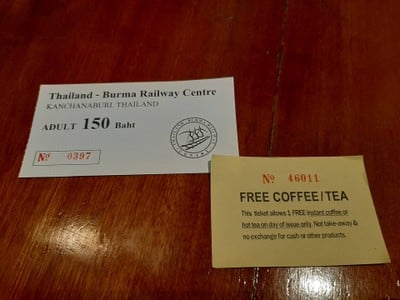 Thailand - Burma Railway Centre
KANCHANABURI, THAILAND
ADULT 150 Baht
Nº 0397
Nº 46011
FREE COFFEE/TEA
This ticket allows 1 FREE instant coffee or
hot tea on day of issue only. Not take-away &
no exchange for cash or other products.